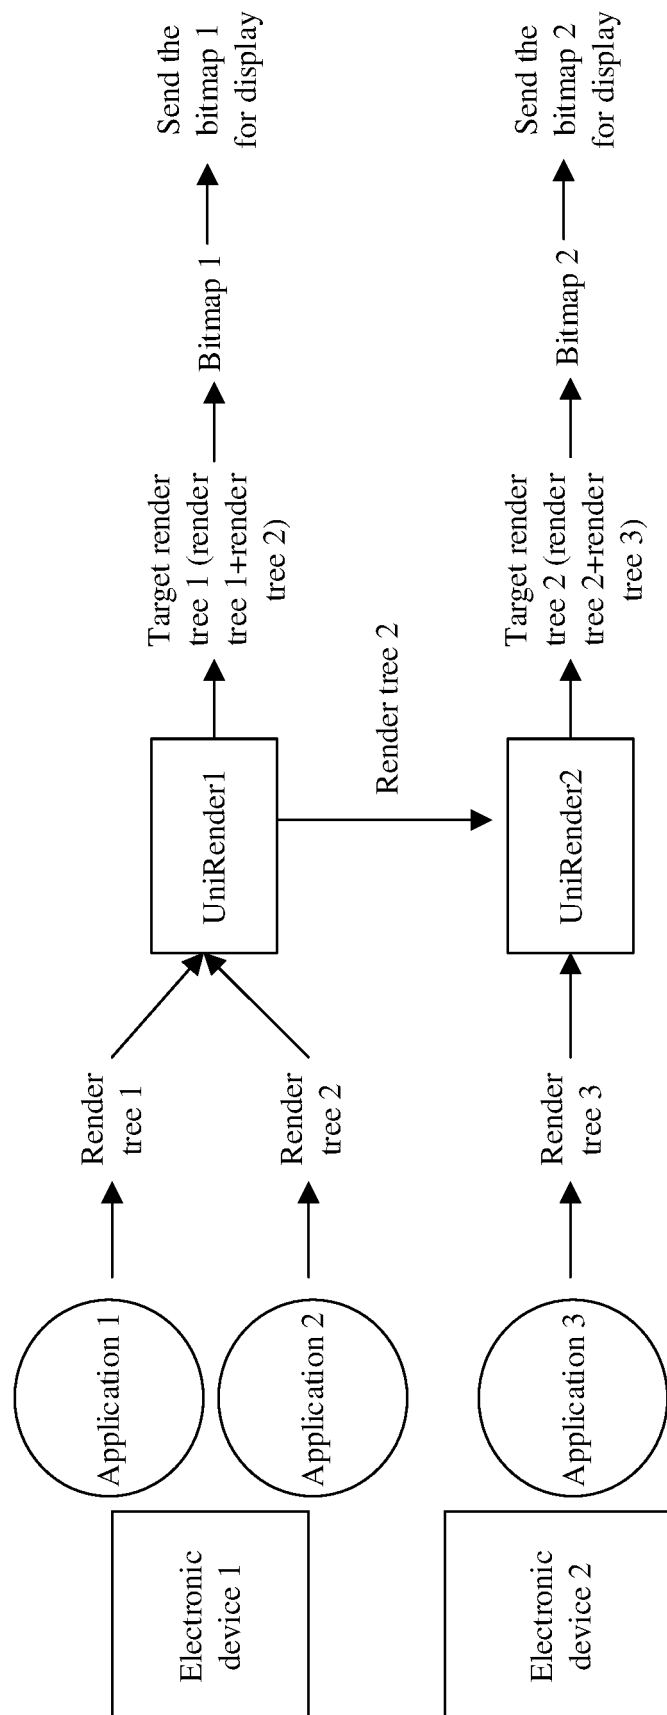 Electronic
device 1
Application 1
Application 2
Render
tree 1
Render
tree 2
UniRender1
Target render
tree 1 (render
tree 1+render
tree 2)
Bitmap 1
Send the
bitmap 1
for display
Render tree 2
Electronic
device 2
Application 3
Render
tree 3
UniRender2
Target render
tree 2 (render
tree 2+render
tree 3)
Bitmap 2
Send the
bitmap 2
for display